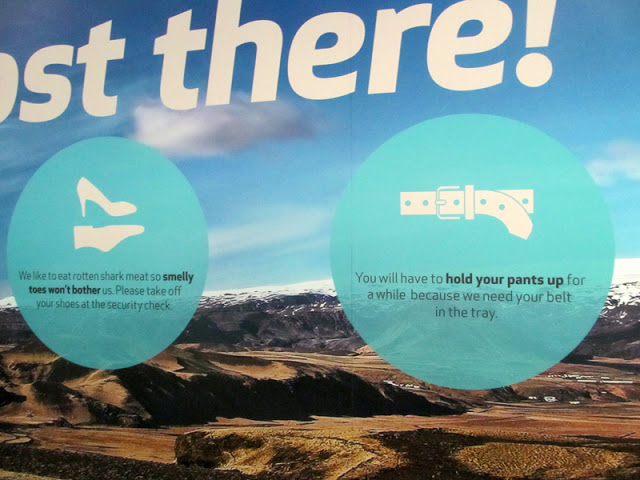 ost there!
We like to eat rotten shark meat so smelly
toes won't bother us. Please take off
your shoes at the security check.
You will have to hold your pants up for
a while because we need your belt
in the tray.